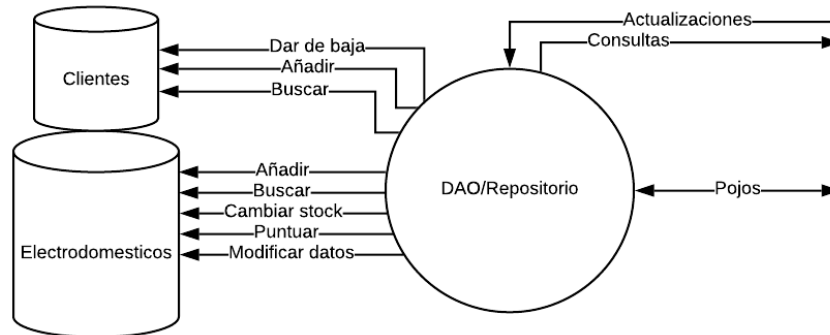 Actualizaciones
Consultas
Dar de baja
Añadir
Buscar
Clientes
Añadir
Buscar
Cambiar stock
Puntuar
Modificar datos
Electrodomesticos
DAO/Repositorio
Pojos